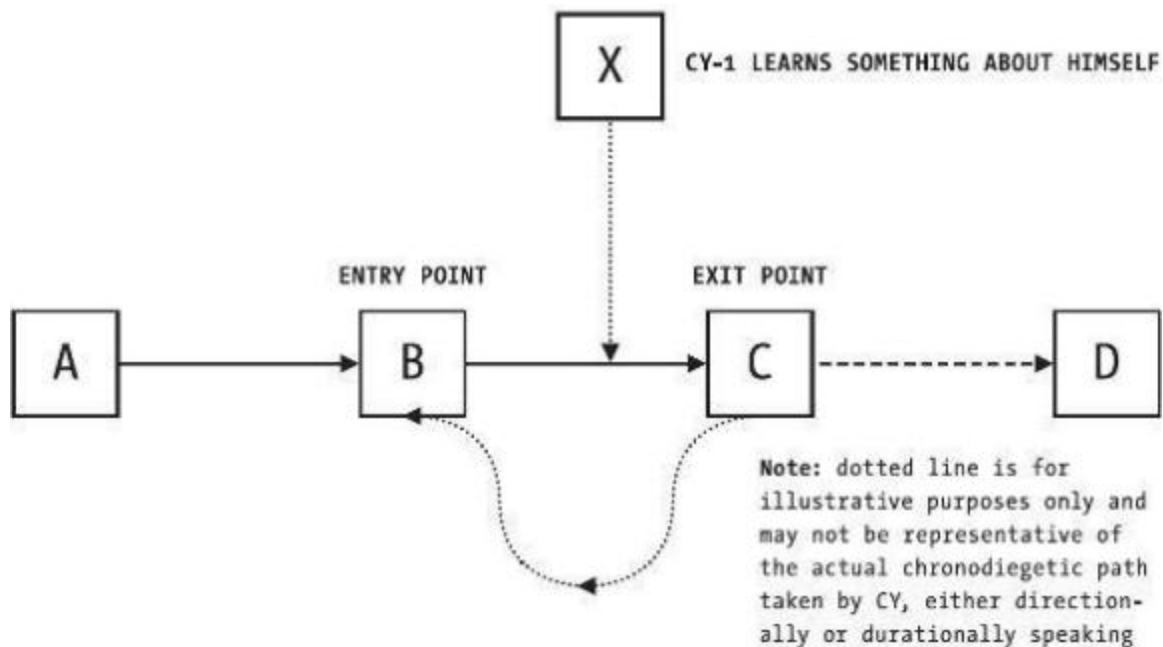 X
CY-1 LEARNS SOMETHING ABOUT HIMSELF
ENTRY POINT
EXIT POINT
A
B
C
D
Note: dotted line is for
illustrative purposes only and
may not be representative of
the actual chronodiegetic path
taken by CY, either direction-
ally or durationally speaking